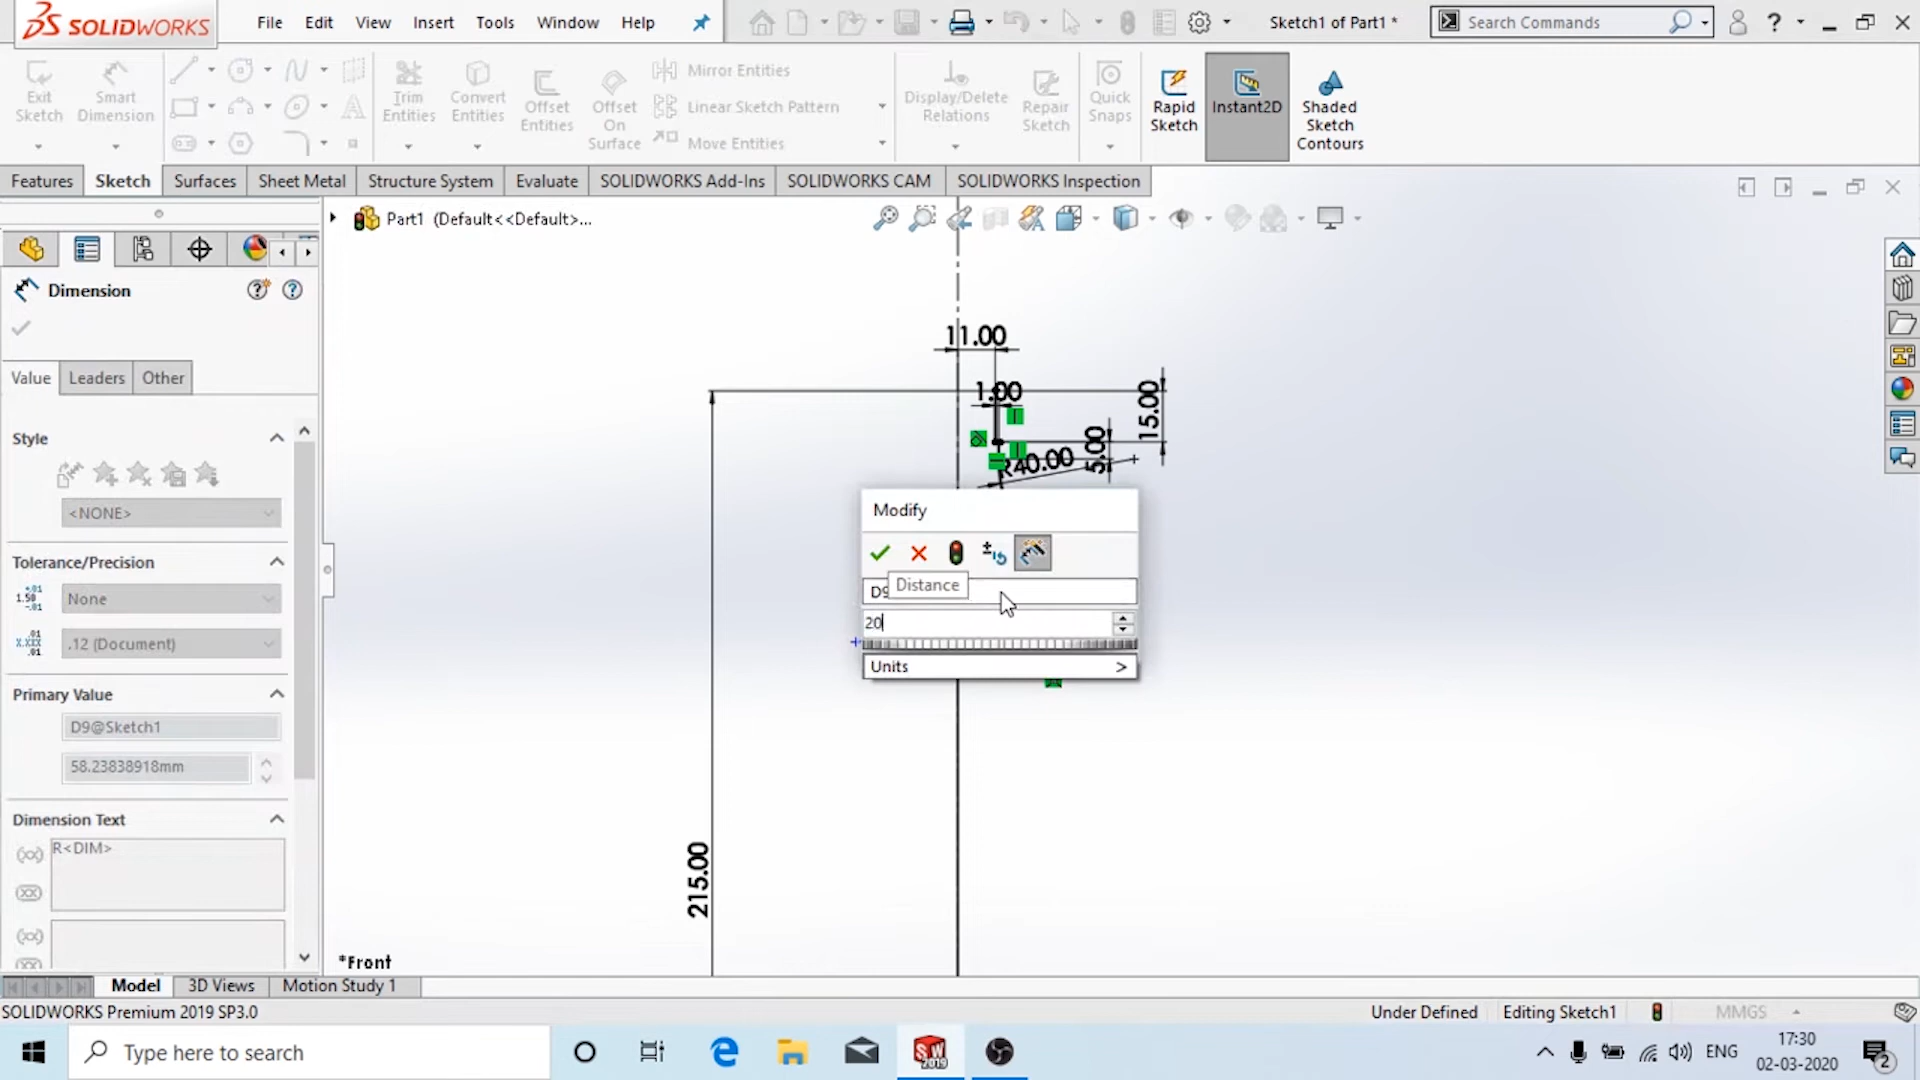 SOLIDWORKS
File Edit View Insert Tools Window Help
Sketch1 of Part1 *
Search Commands
Exit Sketch
Smart Dimension
Trim Entities
Convert Entities
Offset Entities
Offset On Surface
Mirror Entities
Linear Sketch Pattern
Move Entities
Display/Delete Relations
Repair Sketch
Quick Snaps
Rapid Sketch
Instant2D
Shaded Sketch Contours
Features Sketch Surfaces Sheet Metal Structure System Evaluate SOLIDWORKS Add-Ins SOLIDWORKS CAM SOLIDWORKS Inspection
Part1 (Default<<Default>...
Dimension
Value Leaders Other
Style
<NONE>
Tolerance/Precision
None
.12 (Document)
Primary Value
D9@Sketch1
58.23838918mm
Dimension Text
R<DIM>
11.00
1.00
15.00
5.00
R40.00
215.00
Modify
D9
Distance
20
Units >
*Front
Model 3D Views Motion Study 1
SOLIDWORKS Premium 2019 SP3.0
Under Defined Editing Sketch1 MMGS
Type here to search
SW 2019
ENG
17:30
02-03-2020
2